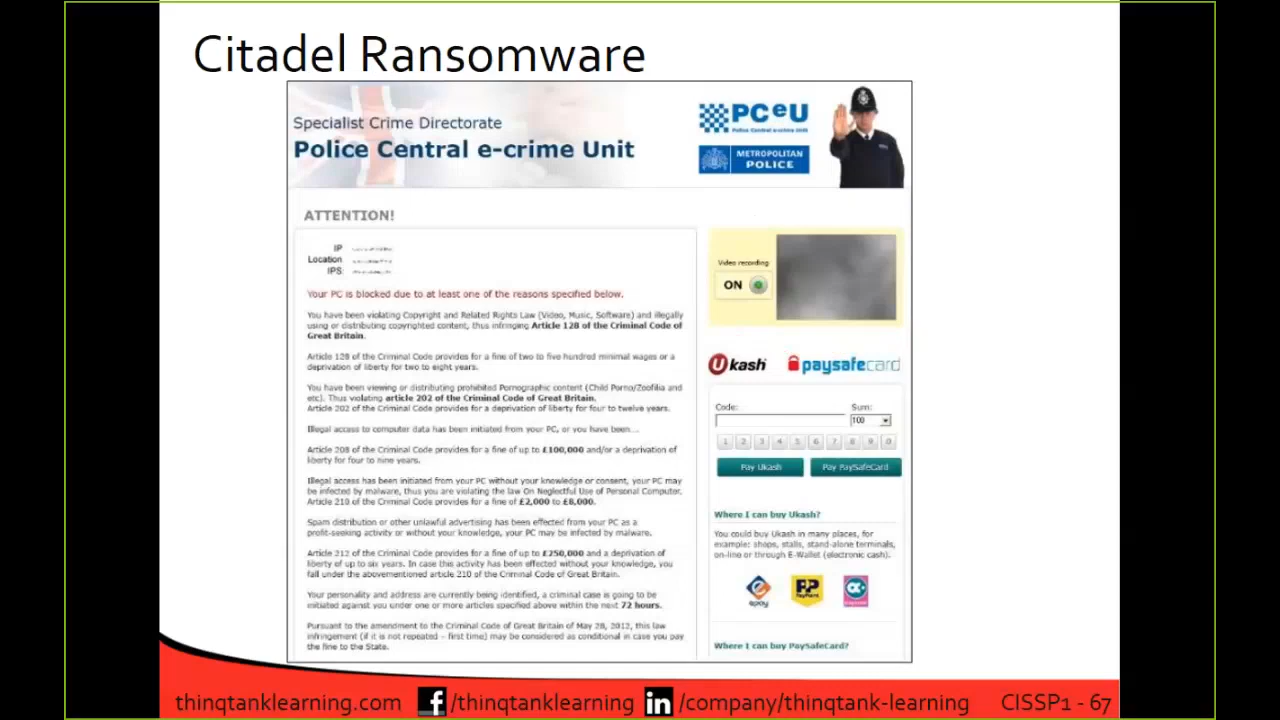 Citadel Ransomware
Specialist Crime Directorate
Police Central e-crime Unit
PCeU
Police Central e-crime Unit
METROPOLITAN
POLICE
ATTENTION!
IP
Location
IPS:
Your PC is blocked due to at least one of the reasons specified below.
You have been violating Copyright and Related Rights Law (Video, Music, Software) and illegally
using or distributing copyrighted content, thus infringing Article 128 of the Criminal Code of
Great Britain.
Article 128 of the Criminal Code provides for a fine of two to five hundred minimal wages or a
deprivation of liberty for two to eight years.
You have been viewing or distributing prohibited Pornographic content (Child Porno/Zoofilia and
etc). Thus violating article 202 of the Criminal Code of Great Britain.
Article 202 of the Criminal Code provides for a deprivation of liberty for four to twelve years.
Illegal access to computer data has been initiated from your PC, or you have been...
Article 208 of the Criminal Code provides for a fine of up to £100,000 and/or a deprivation of
liberty for four to nine years.
Illegal access has been initiated from your PC without your knowledge or consent, your PC may
be infected by malware, thus you are violating the law On Neglectful Use of Personal Computer.
Article 210 of the Criminal Code provides for a fine of £2,000 to £8,000.
Spam distribution or other unlawful advertising has been effected from your PC as a
profit-seeking activity or without your knowledge, your PC may be infected by malware.
Article 212 of the Criminal Code provides for a fine of up to £250,000 and a deprivation of
liberty of up to six years. In case this activity has been effected without your knowledge, you
fall under the abovementioned article 210 of the Criminal Code of Great Britain.
Your personality and address are currently being identified, a criminal case is going to be
initiated against you under one or more articles specified above within the next 72 hours.
Pursuant to the amendment to the Criminal Code of Great Britain of May 28, 2012, this law
infringement (if it is not repeated – first time) may be considered as conditional in case you pay
the fine to the State.
Video recording
ON
Ukash
paysafecard
Code:
Sum:
100
1 2 3 4 5 6 7 8 9 0
Pay Ukash
Pay PaySafeCard
Where I can buy Ukash?
You could buy Ukash in many places, for
example: shops, stalls, stand-alone terminals,
on-line or through E-Wallet (electronic cash).
epay
PayPoint
Where I can buy PaySafeCard?
thinqtanklearning.com
f /thinqtanklearning
in /company/thinqtank-learning
CISSP1 - 67